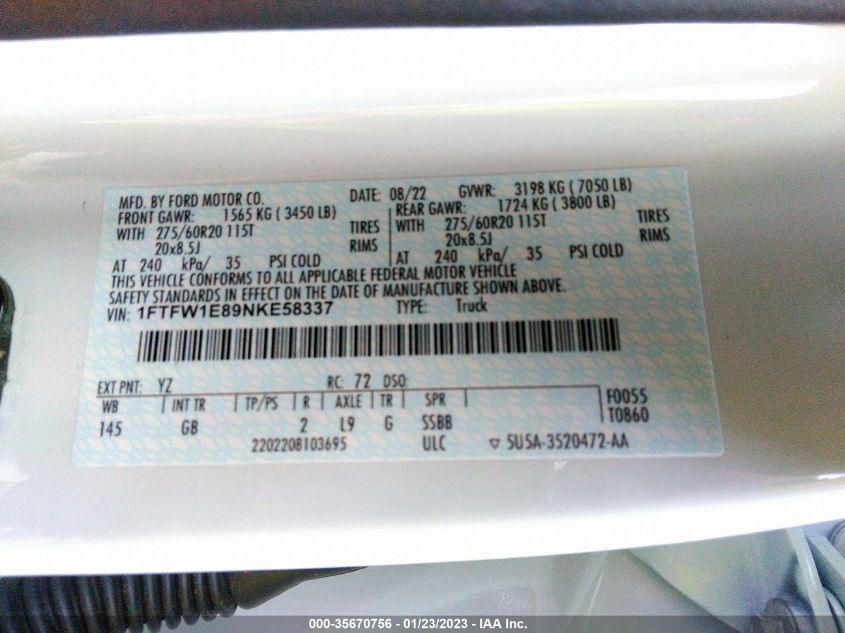 MFD. BY FORD MOTOR CO. DATE: 08/22 GVWR: 3198 KG ( 7050 LB)
FRONT GAWR: 1565 KG ( 3450 LB) REAR GAWR: 1724 KG ( 3800 LB)
WITH 275/60R20 115T TIRES WITH 275/60R20 115T TIRES
20x8.5J RIMS 20x8.5J RIMS
AT 240 kPa/ 35 PSI COLD AT 240 kPa/ 35 PSI COLD
THIS VEHICLE CONFORMS TO ALL APPLICABLE FEDERAL MOTOR VEHICLE
SAFETY STANDARDS IN EFFECT ON THE DATE OF MANUFACTURE SHOWN ABOVE.
VIN: 1FTFW1E89NKE58337 TYPE: Truck
EXT PNT: YZ RC: 72 DSO:
WB INT TR TP/PS R AXLE TR SPR F0055
145 GB 2 L9 G SSBB T0860
2202208103695 ULC ▽ 5U5A-3520472-AA
000-35670756 - 01/23/2023 - IAA Inc.